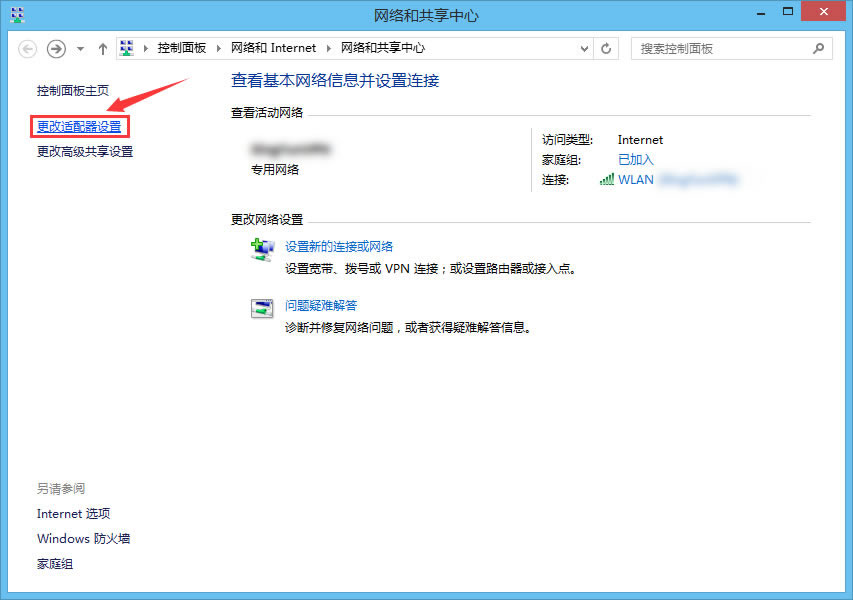 网络和共享中心
控制面板 网络和 Internet 网络和共享中心
搜索控制面板
控制面板主页
更改适配器设置
更改高级共享设置
查看基本网络信息并设置连接
查看活动网络
专用网络
访问类型: Internet
家庭组: 已加入
连接: WLAN
更改网络设置
设置新的连接或网络
设置宽带、拨号或 VPN 连接；或设置路由器或接入点。
问题疑难解答
诊断并修复网络问题，或者获得疑难解答信息。
另请参阅
Internet 选项
Windows 防火墙
家庭组